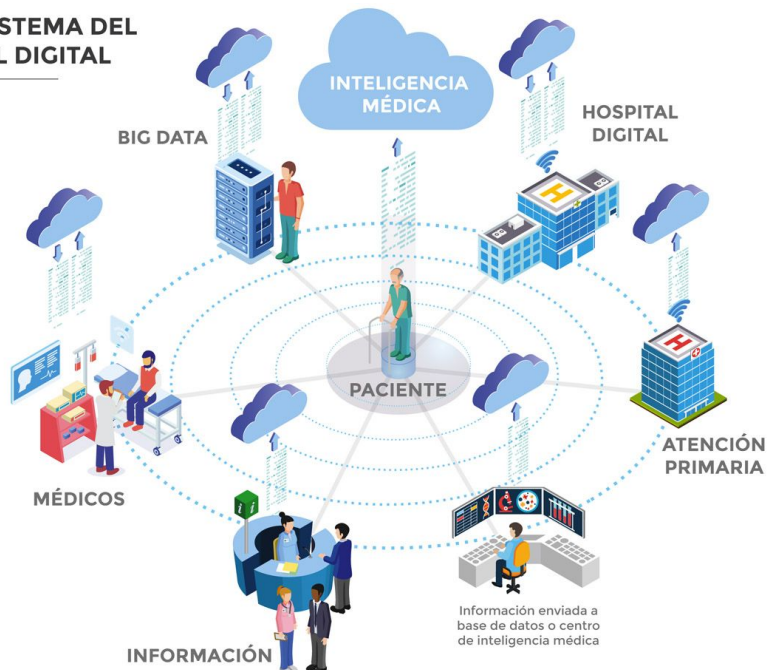 STEMA DEL
L DIGITAL
INTELIGENCIA
MÉDICA
BIG DATA
HOSPITAL
DIGITAL
H
H
PACIENTE
ATENCIÓN
PRIMARIA
MÉDICOS
i i
Información enviada a
base de datos o centro
de inteligencia médica
INFORMACIÓN